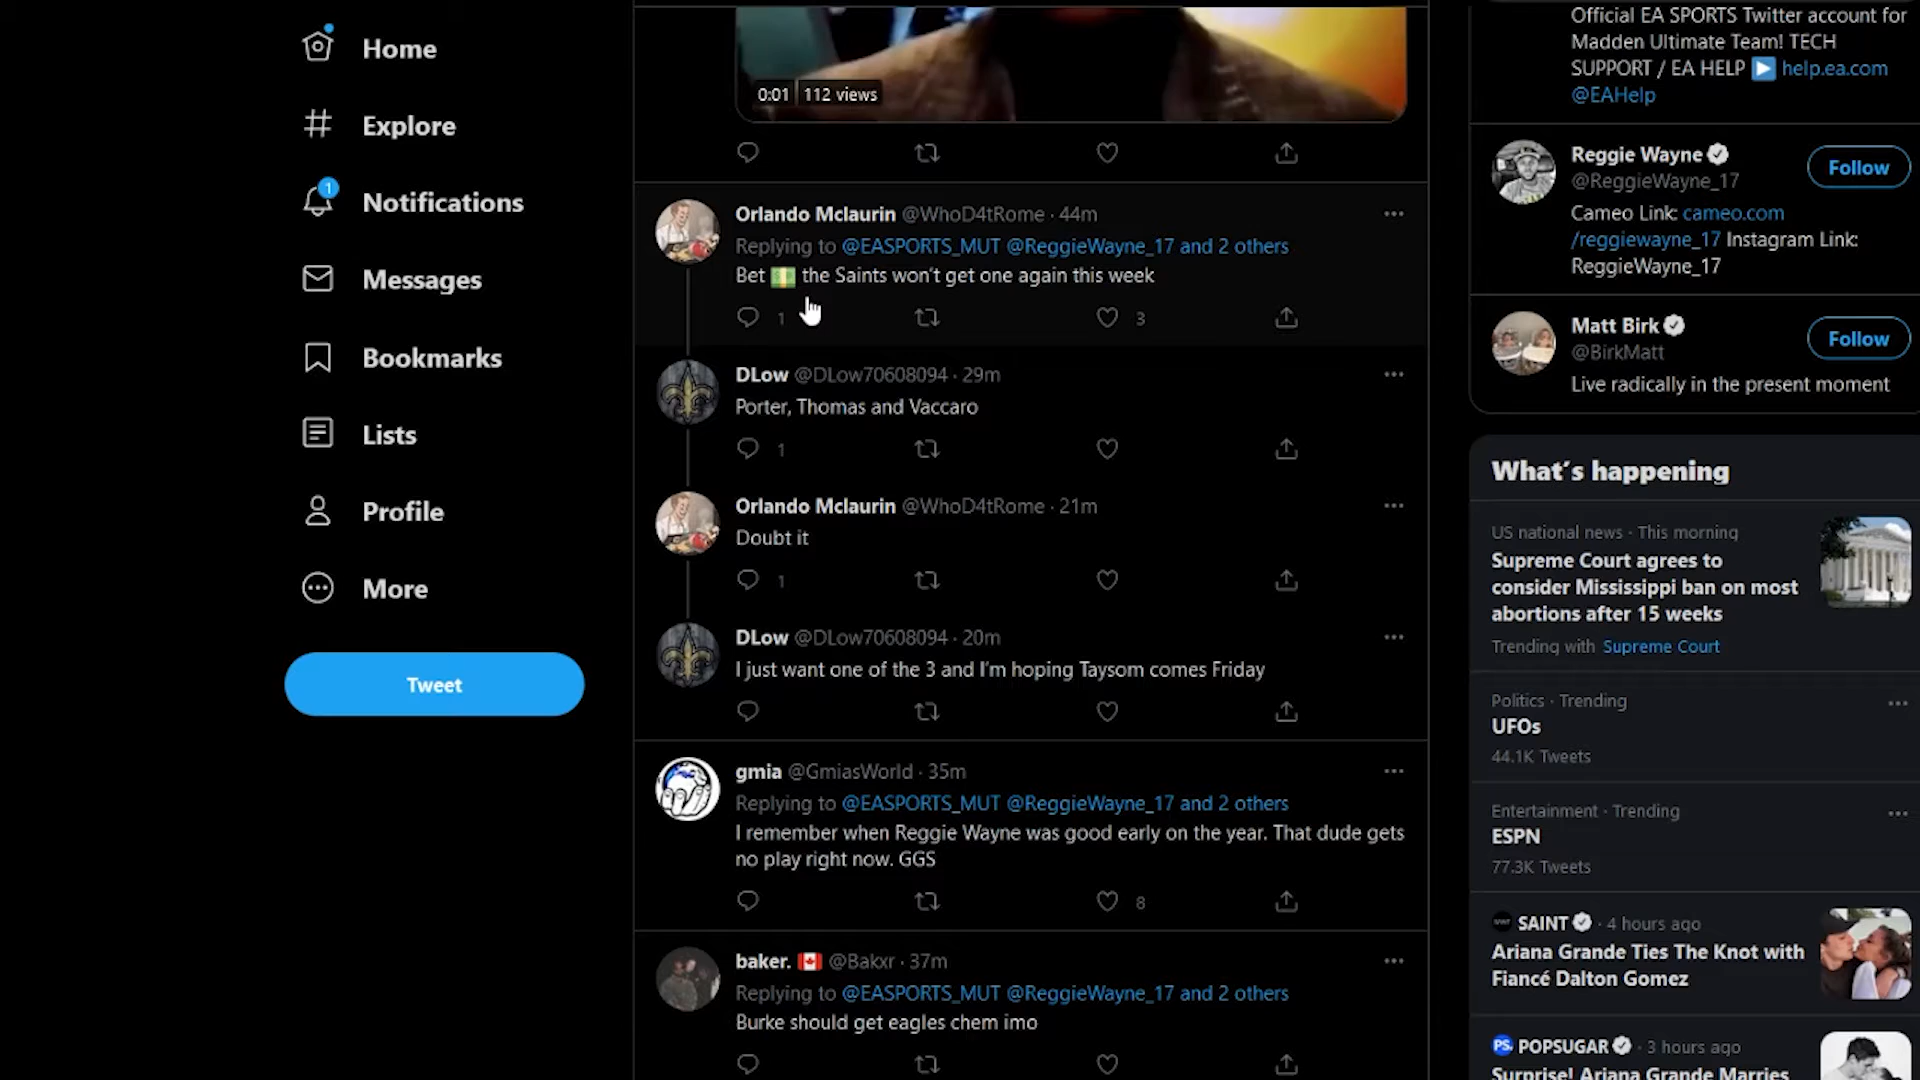 Home
Explore
1
Notifications
Messages
Bookmarks
Lists
Profile
More
Tweet
0:01 112 views
Orlando Mclaurin @WhoD4tRome · 44m
Replying to @EASPORTS_MUT @ReggieWayne_17 and 2 others
Bet 💵 the Saints won't get one again this week
1 3
DLow @DLow70608094 · 29m
Porter, Thomas and Vaccaro
1
Orlando Mclaurin @WhoD4tRome · 21m
Doubt it
1
DLow @DLow70608094 · 20m
I just want one of the 3 and I'm hoping Taysom comes Friday
gmia @GmiasWorld · 35m
Replying to @EASPORTS_MUT @ReggieWayne_17 and 2 others
I remember when Reggie Wayne was good early on the year. That dude gets
no play right now. GGS
8
baker. 🇨🇦 @Bakxr · 37m
Replying to @EASPORTS_MUT @ReggieWayne_17 and 2 others
Burke should get eagles chem imo
Official EA SPORTS Twitter account for
Madden Ultimate Team! TECH
SUPPORT / EA HELP ▶️ help.ea.com
@EAHelp
Reggie Wayne
@ReggieWayne_17
Follow
Cameo Link: cameo.com
/reggiewayne_17 Instagram Link:
ReggieWayne_17
Matt Birk
@BirkMatt
Follow
Live radically in the present moment
What's happening
US national news · This morning
Supreme Court agrees to
consider Mississippi ban on most
abortions after 15 weeks
Trending with Supreme Court
Politics · Trending
UFOs
44.1K Tweets
Entertainment · Trending
ESPN
77.3K Tweets
SAINT · 4 hours ago
Ariana Grande Ties The Knot with
Fiancé Dalton Gomez
PS. POPSUGAR · 3 hours ago
Surprise! Ariana Grande Marries